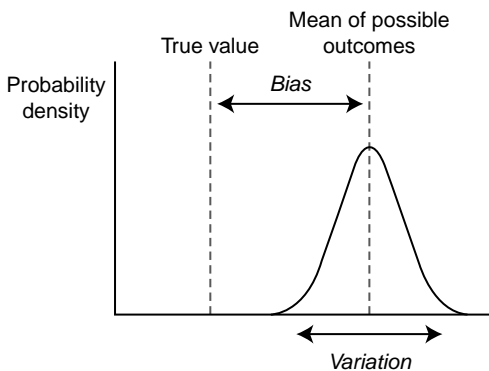 Mean of possible
outcomes
True value
Probability
density
Bias
Variation